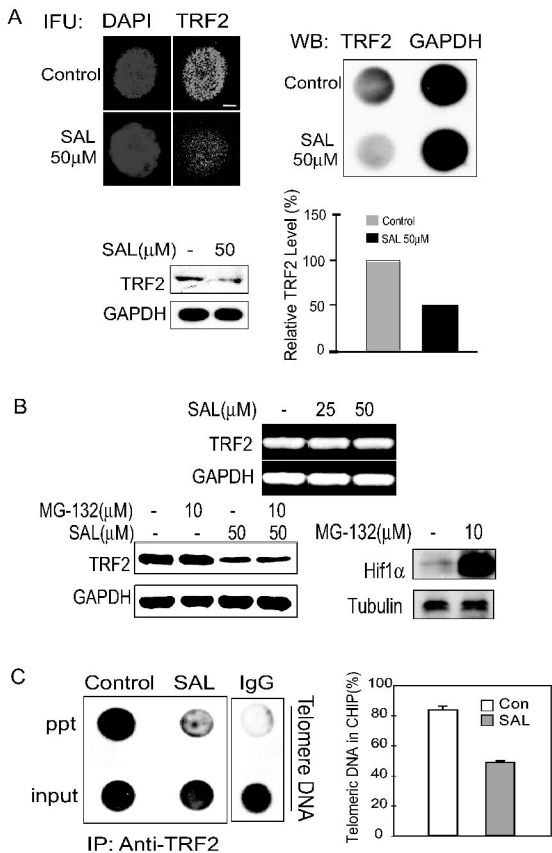 A
IFU: DAPI TRF2
Control
SAL
50μM
WB: TRF2 GAPDH
Control
SAL
50μM
SAL(μM) - 50
TRF2
GAPDH
Relative TRF2 Level (%)
150
100
50
0
Control
SAL 50μM
B
SAL(μM) - 25 50
TRF2
GAPDH
MG-132(μM) - 10 - 10
SAL(μM) - - 50 50
TRF2
GAPDH
MG-132(μM) - 10
Hif1α
Tubulin
C
Control SAL IgG
ppt
input
Telomere DNA
IP: Anti-TRF2
Telomeric DNA in CHIP(%)
100
80
60
40
20
0
Con
SAL